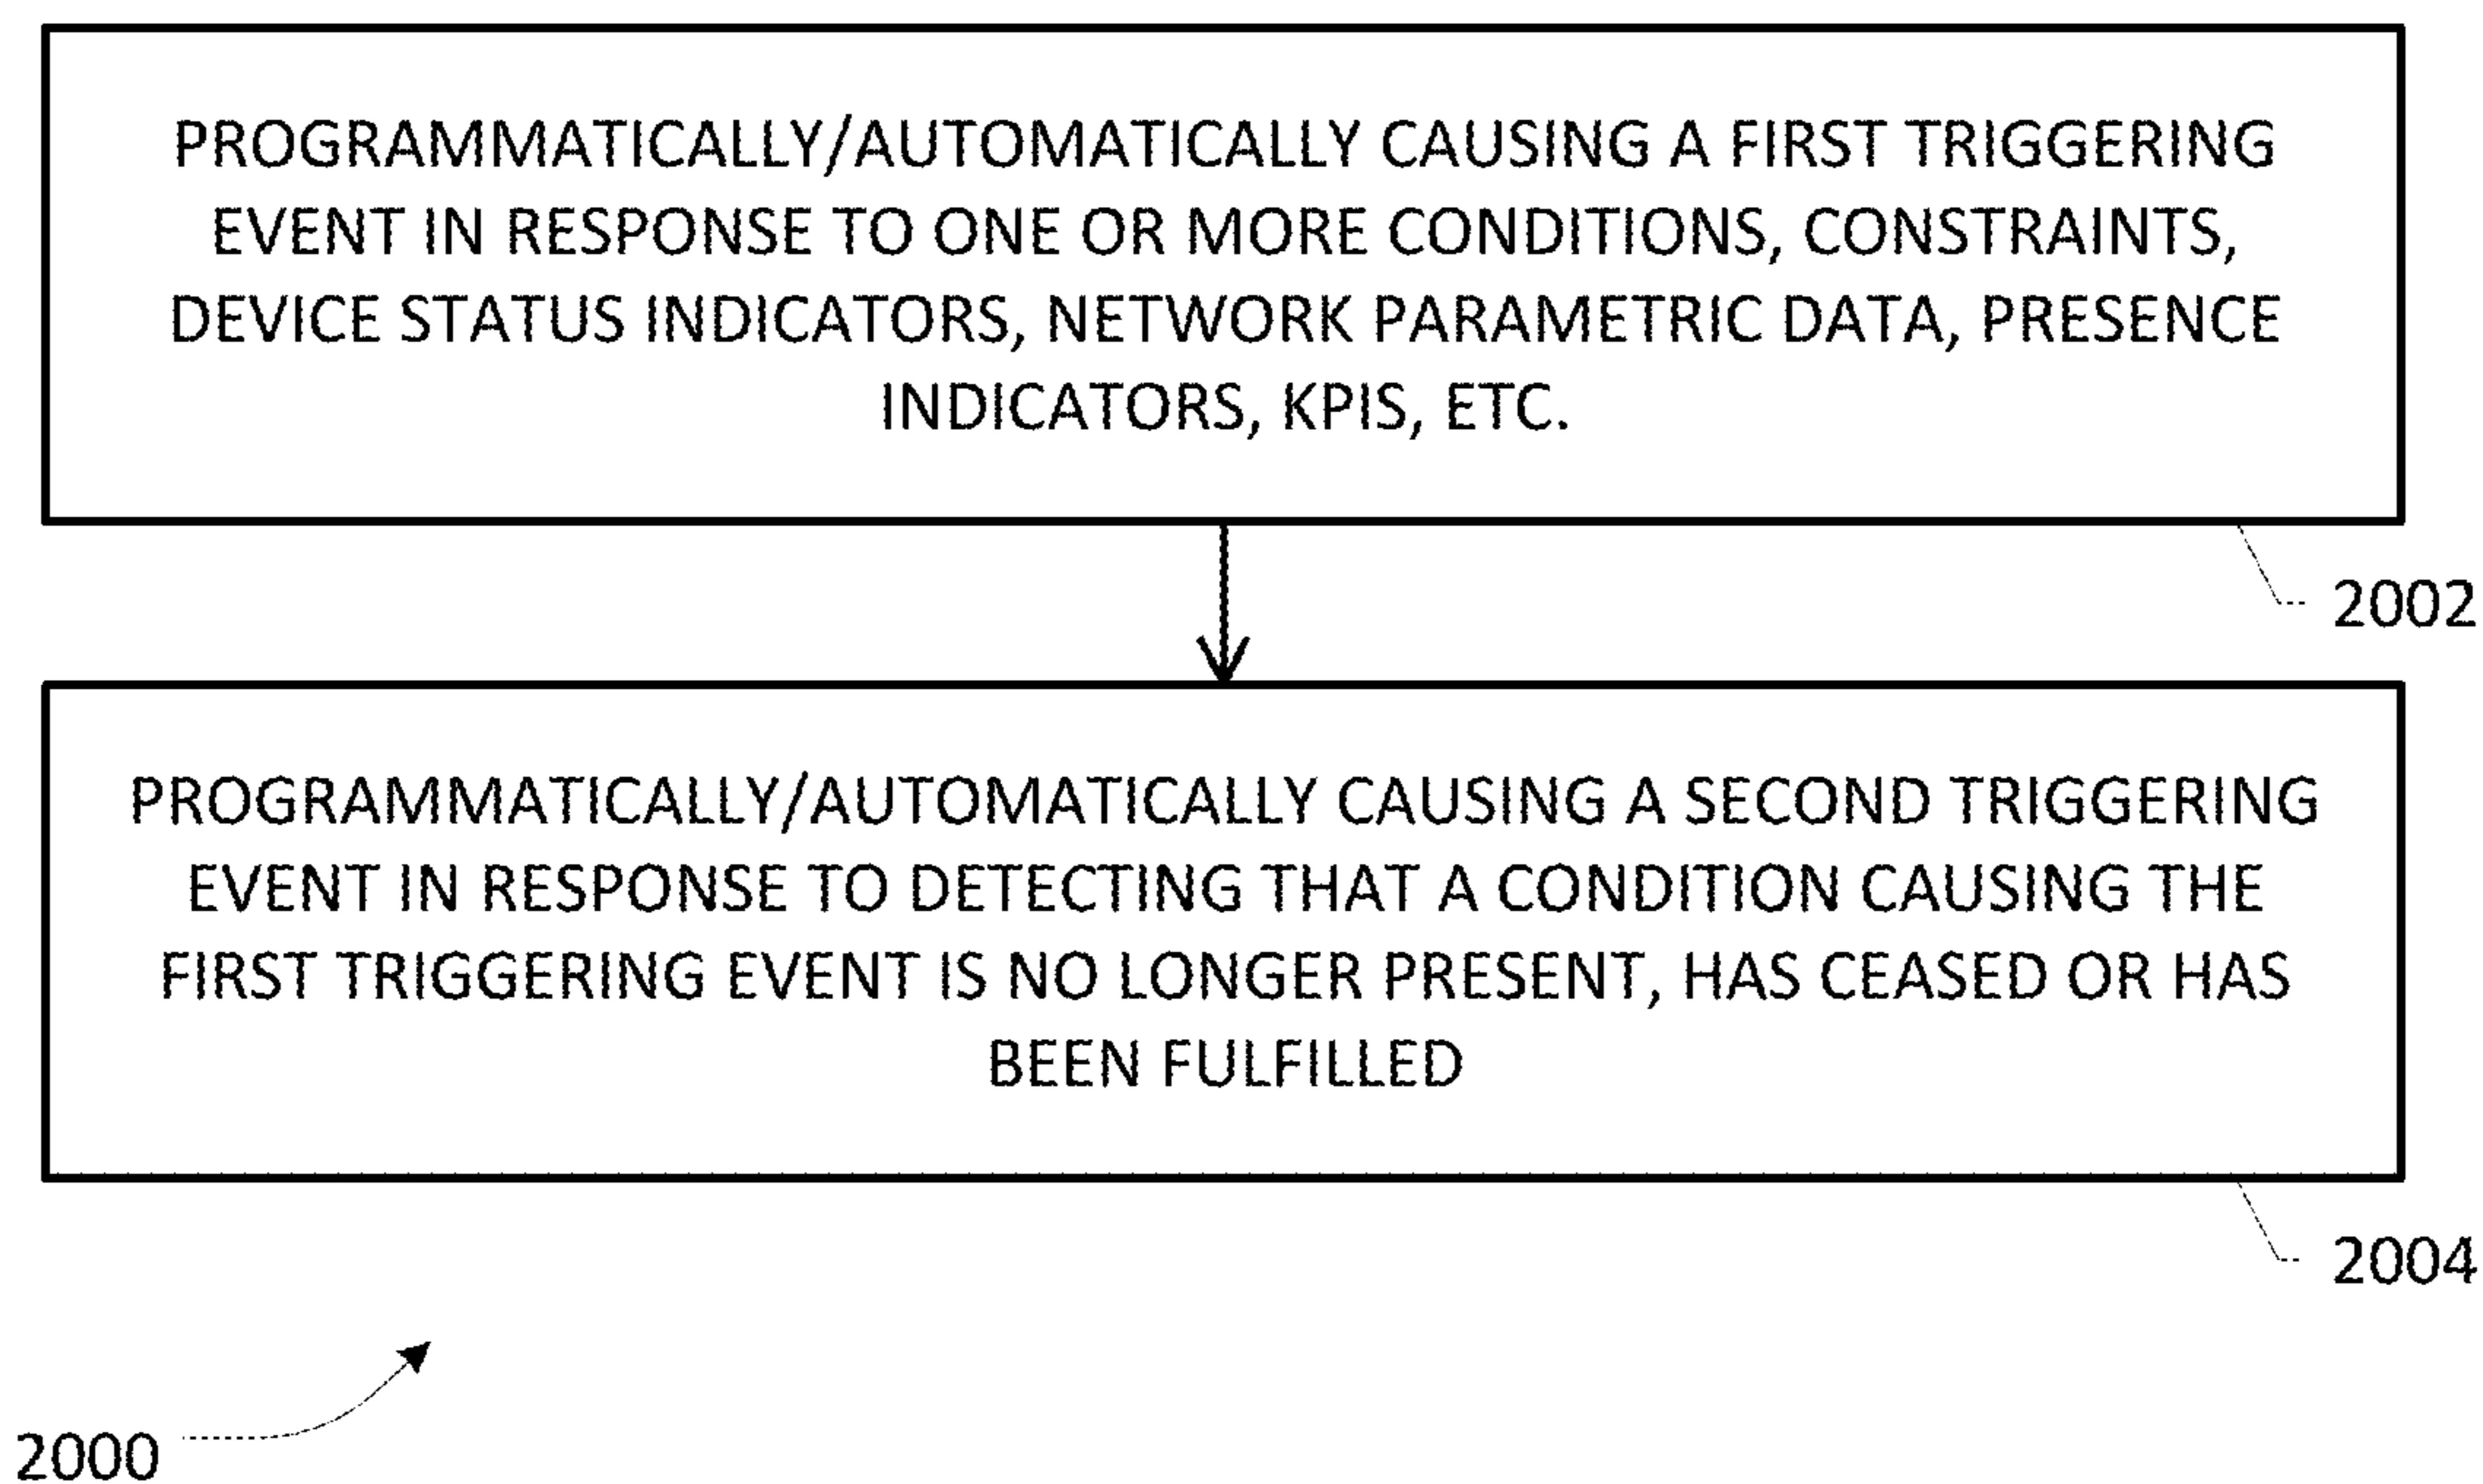 PROGRAMMATICALLY/AUTOMATICALLY CAUSING A FIRST TRIGGERING
EVENT IN RESPONSE TO ONE OR MORE CONDITIONS, CONSTRAINTS,
DEVICE STATUS INDICATORS, NETWORK PARAMETRIC DATA, PRESENCE
INDICATORS, KPIS, ETC.
2002
PROGRAMMATICALLY/AUTOMATICALLY CAUSING A SECOND TRIGGERING
EVENT IN RESPONSE TO DETECTING THAT A CONDITION CAUSING THE
FIRST TRIGGERING EVENT IS NO LONGER PRESENT, HAS CEASED OR HAS
BEEN FULFILLED
2004
2000